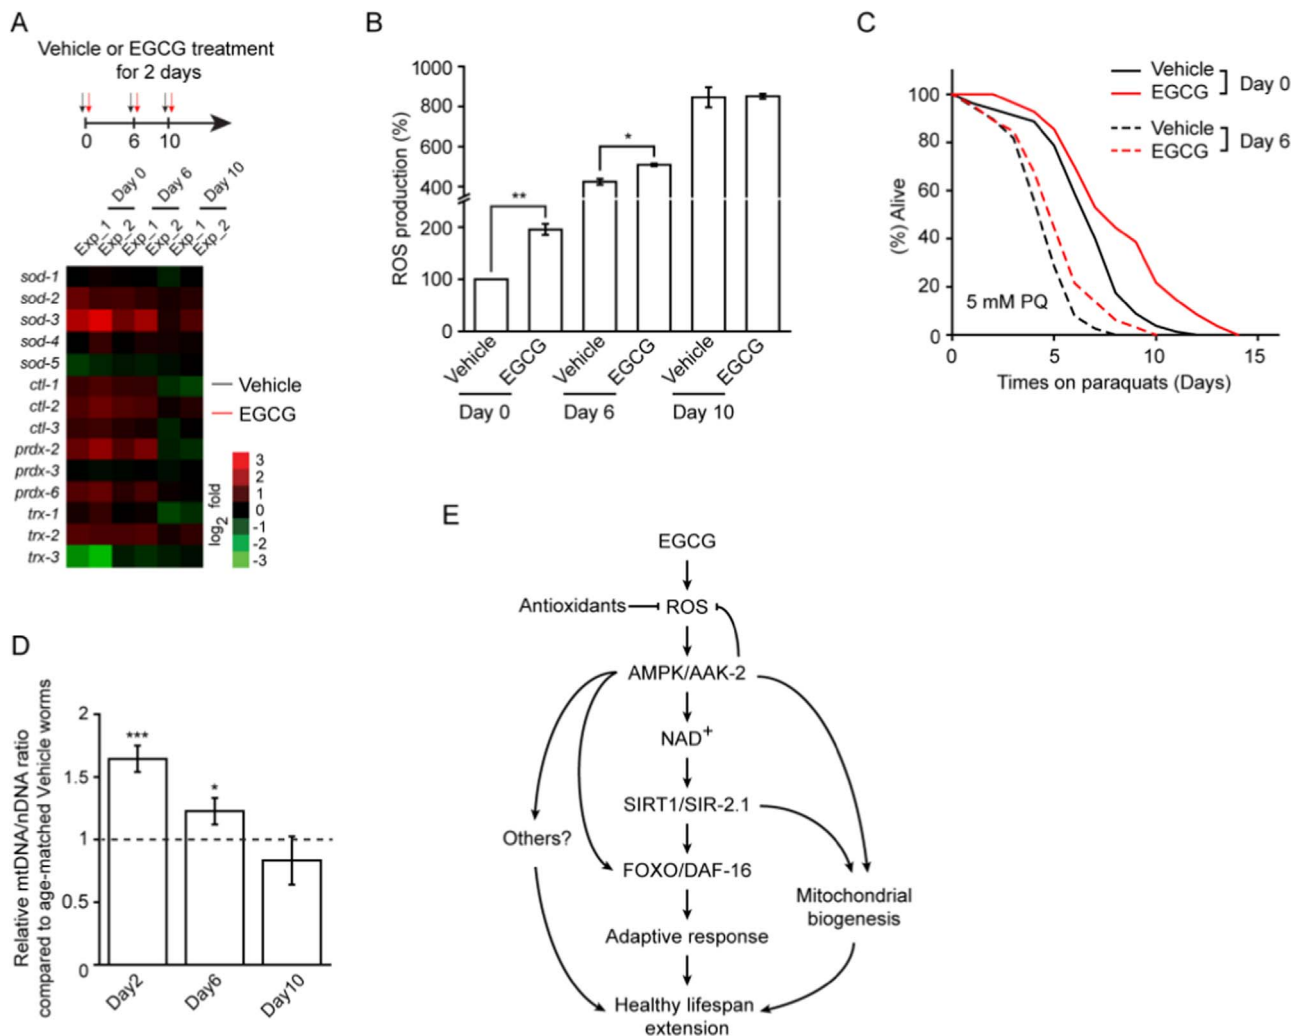 A
Vehicle or EGCG treatment
for 2 days
0 6 10
Day 0 Day 6 Day 10
Exp_1 Exp_2 Exp_1 Exp_2 Exp_1 Exp_2
sod-1
sod-2
sod-3
sod-4
sod-5
ctl-1
ctl-2
ctl-3
prdx-2
prdx-3
prdx-6
trx-1
trx-2
trx-3
Vehicle
EGCG
log2 fold
3
2
1
0
-1
-2
-3
B
ROS production (%)
1000
800
600
400
200
100
0
**
*
Vehicle EGCG Vehicle EGCG Vehicle EGCG
Day 0 Day 6 Day 10
C
Vehicle
EGCG
Day 0
Vehicle
EGCG
Day 6
(%) Alive
100
80
60
40
20
0
5 mM PQ
0 5 10 15
Times on paraquats (Days)
D
Relative mtDNA/nDNA ratio
compared to age-matched Vehicle worms
2
1.5
1
0.5
0
***
*
Day2 Day6 Day10
E
EGCG
Antioxidants ROS
AMPK/AAK-2
NAD+
SIRT1/SIR-2.1
Others?
FOXO/DAF-16
Mitochondrial
biogenesis
Adaptive response
Healthy lifespan
extension